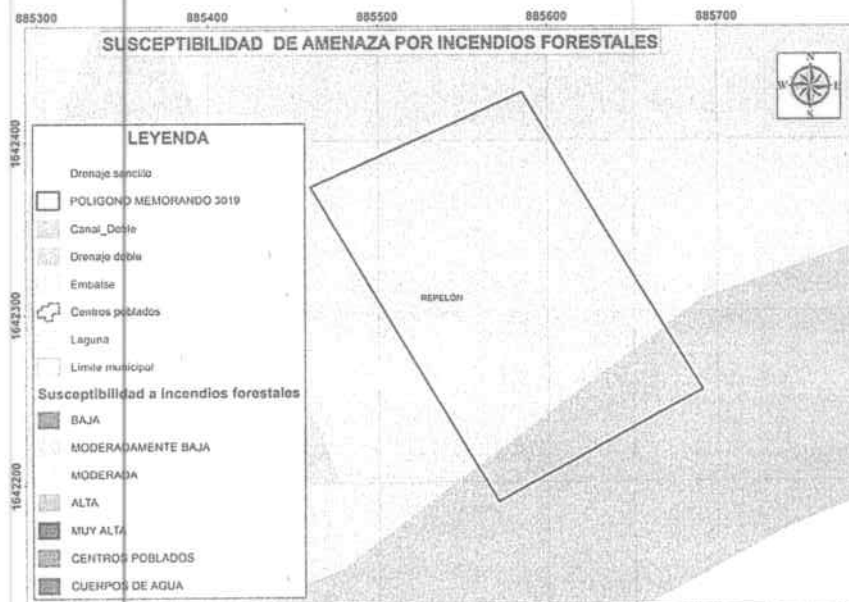 885300 885400 885500 885600 885700
SUSCEPTIBILIDAD DE AMENAZA POR INCENDIOS FORESTALES
N
W E
S
1642400
1642300
1642200
LEYENDA
Drenaje sencillo
POLIGONO MEMORANDO 3019
Canal_Doble
Drenaje doble
Embalse
Centros poblados
Laguna
Limite municipal
Susceptibilidad a incendios forestales
BAJA
MODERADAMENTE BAJA
MODERADA
ALTA
MUY ALTA
CENTROS POBLADOS
CUERPOS DE AGUA
REPELÓN